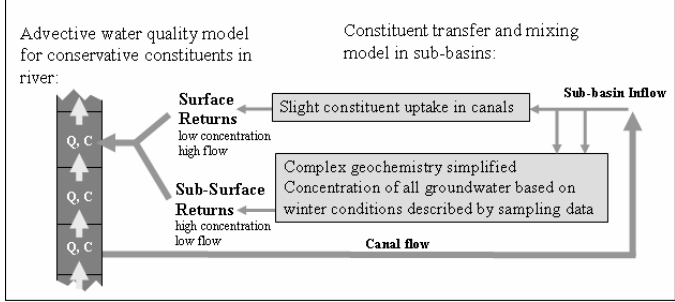 Advective water quality model
for conservative constituents in
river:
Constituent transfer and mixing
model in sub-basins:
Sub-basin Inflow
Surface
Returns
low concentration
high flow
Slight constituent uptake in canals
Q, C
Complex geochemistry simplified
Concentration of all groundwater based on
winter conditions described by sampling data
Sub-Surface
Returns
high concentration
low flow
Q, C
Q, C
Canal flow